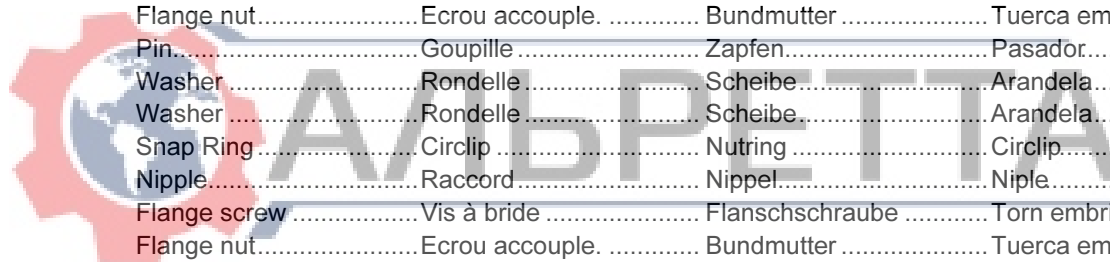 Flange nut.......................Ecrou accouple. ............. Bundmutter .....................Tuerca em
Pin...................................Goupille........................... Zapfen.............................Pasador....
Washer ...........................Rondelle......................... Scheibe...........................Arandela...
Washer ...........................Rondelle......................... Scheibe...........................Arandela...
Snap Ring.......................Circlip ............................. Nutring ............................Circlip........
Nipple..............................Raccord........................... Nippel..............................Niple..........
Flange screw ..................Vis à bride ...................... Flanschschraube ............Torn embri
Flange nut.......................Ecrou accouple. ............. Bundmutter .....................Tuerca em
АЛЬРЕТТА